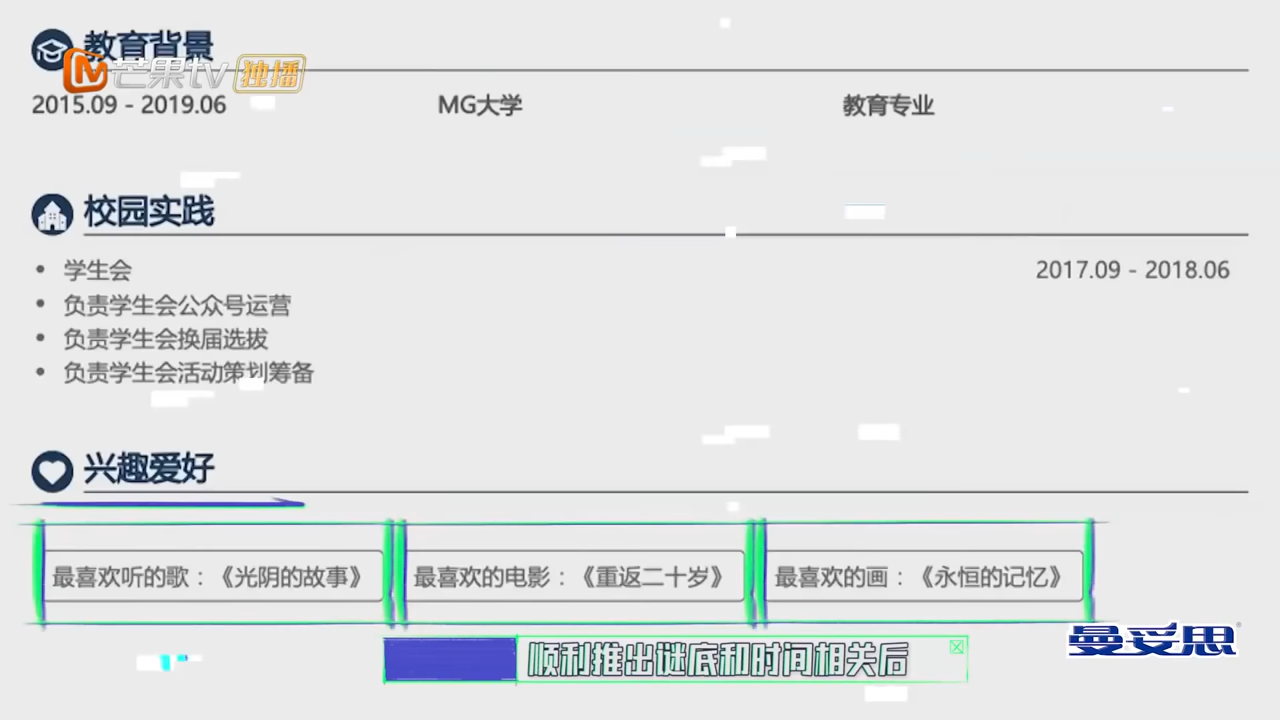 教育背景
芒果tv 独播
2015.09 - 2019.06 MG大学 教育专业
校园实践
学生会 2017.09 - 2018.06
负责学生会公众号运营
负责学生会换届选拔
负责学生会活动策划筹备
兴趣爱好
最喜欢听的歌：《光阴的故事》 最喜欢的电影：《重返二十岁》 最喜欢的画：《永恒的记忆》
顺利推出谜底和时间相关后
曼妥思